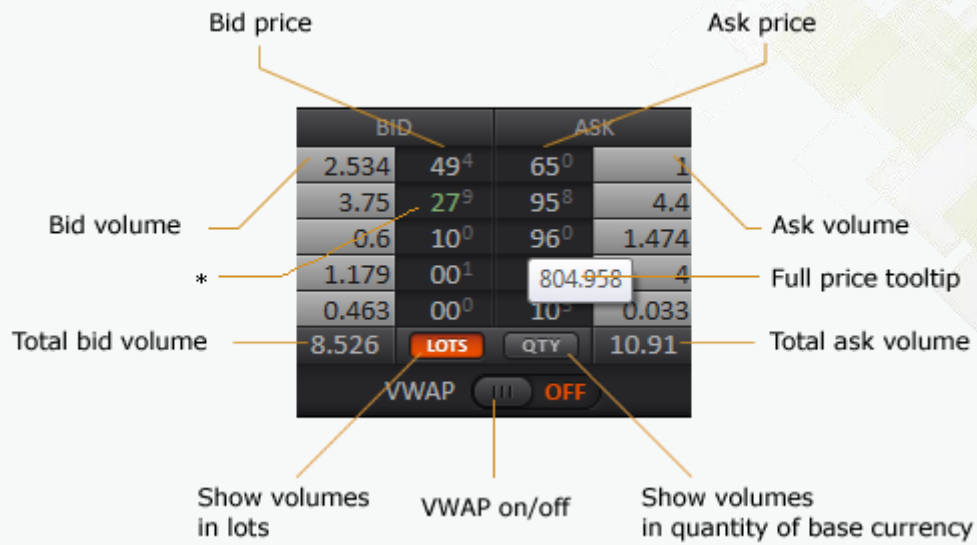 Bid price
Ask price
BID ASK
2.534 49⁴ 65⁰ 1
3.75 27⁹ 95⁸ 4.4
Bid volume
Ask volume
0.6 10⁰ 96⁰ 1.474
*
1.179 00¹ 804.958 4
Full price tooltip
0.463 00⁰ 10 0.033
Total bid volume
8.526 LOTS QTY 10.91
Total ask volume
VWAP OFF
Show volumes
in lots
VWAP on/off
Show volumes
in quantity of base currency